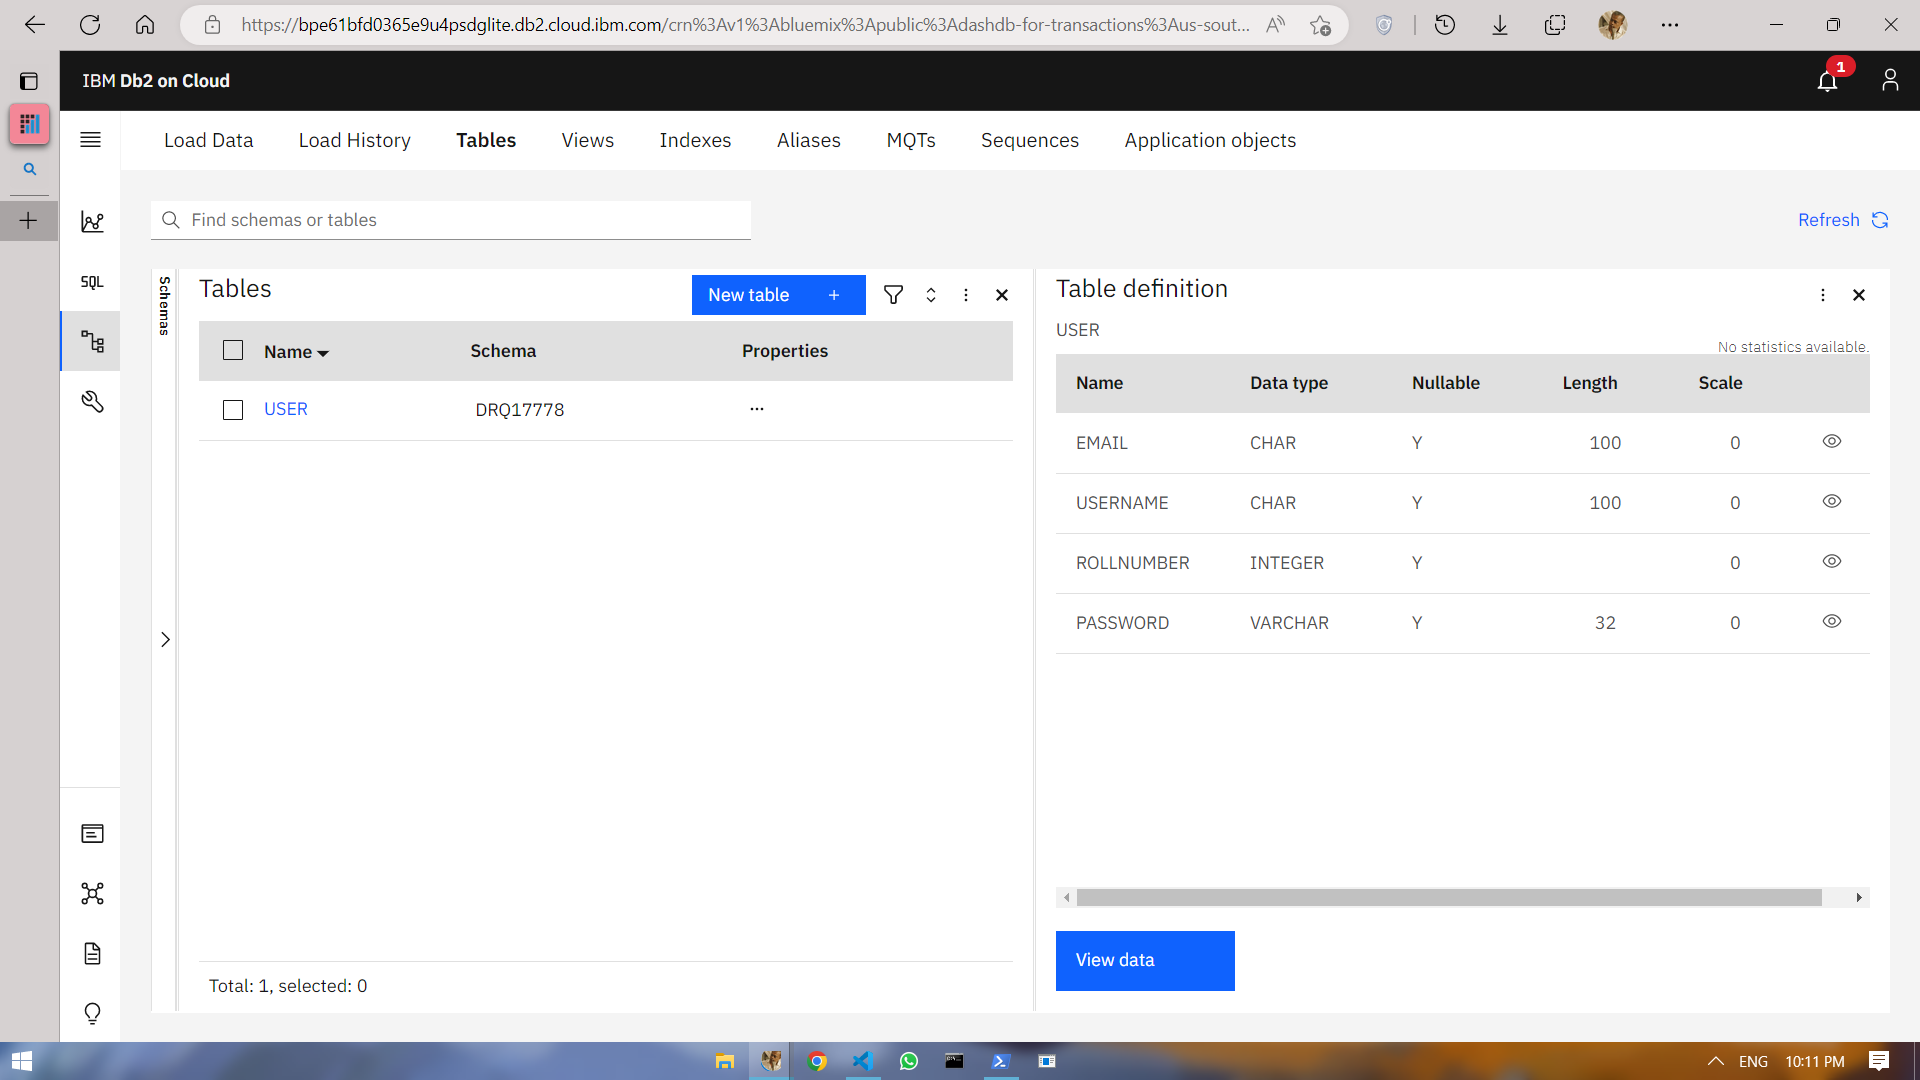 https://bpe61bfd0365e9u4psdglite.db2.cloud.ibm.com/crn%3Av1%3Abluemix%3Apublic%3Adashdb-for-transactions%3Aus-sout...
IBM Db2 on Cloud
1
Load Data Load History Tables Views Indexes Aliases MQTs Sequences Application objects
Find schemas or tables
Refresh
SQL
Schemas
Tables
New table +
Name Schema Properties
USER DRQ17778 ...
Total: 1, selected: 0
Table definition
USER
No statistics available.
Name Data type Nullable Length Scale
EMAIL CHAR Y 100 0
USERNAME CHAR Y 100 0
ROLLNUMBER INTEGER Y 0
PASSWORD VARCHAR Y 32 0
View data
ENG 10:11 PM